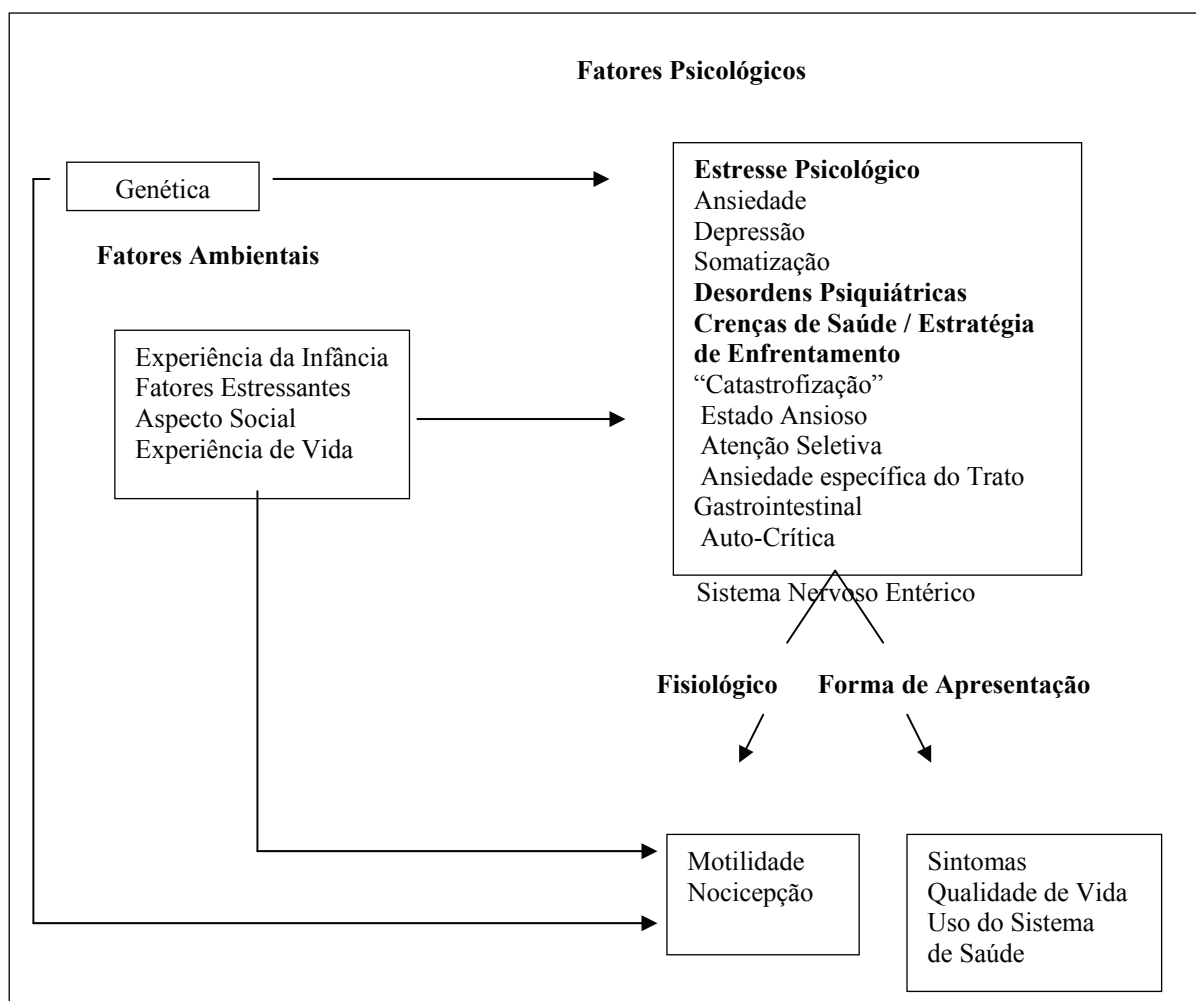 Fatores Psicológicos
Genética
Fatores Ambientais
Experiência da Infância
Fatores Estressantes
Aspecto Social
Experiência de Vida
Estresse Psicológico
Ansiedade
Depressão
Somatização
Desordens Psiquiátricas
Crenças de Saúde / Estratégia
de Enfrentamento
“Catastrofização”
Estado Ansioso
Atenção Seletiva
Ansiedade específica do Trato
Gastrointestinal
Auto-Crítica
Sistema Nervoso Entérico
Fisiológico
Forma de Apresentação
Motilidade
Nocicepção
Sintomas
Qualidade de Vida
Uso do Sistema
de Saúde